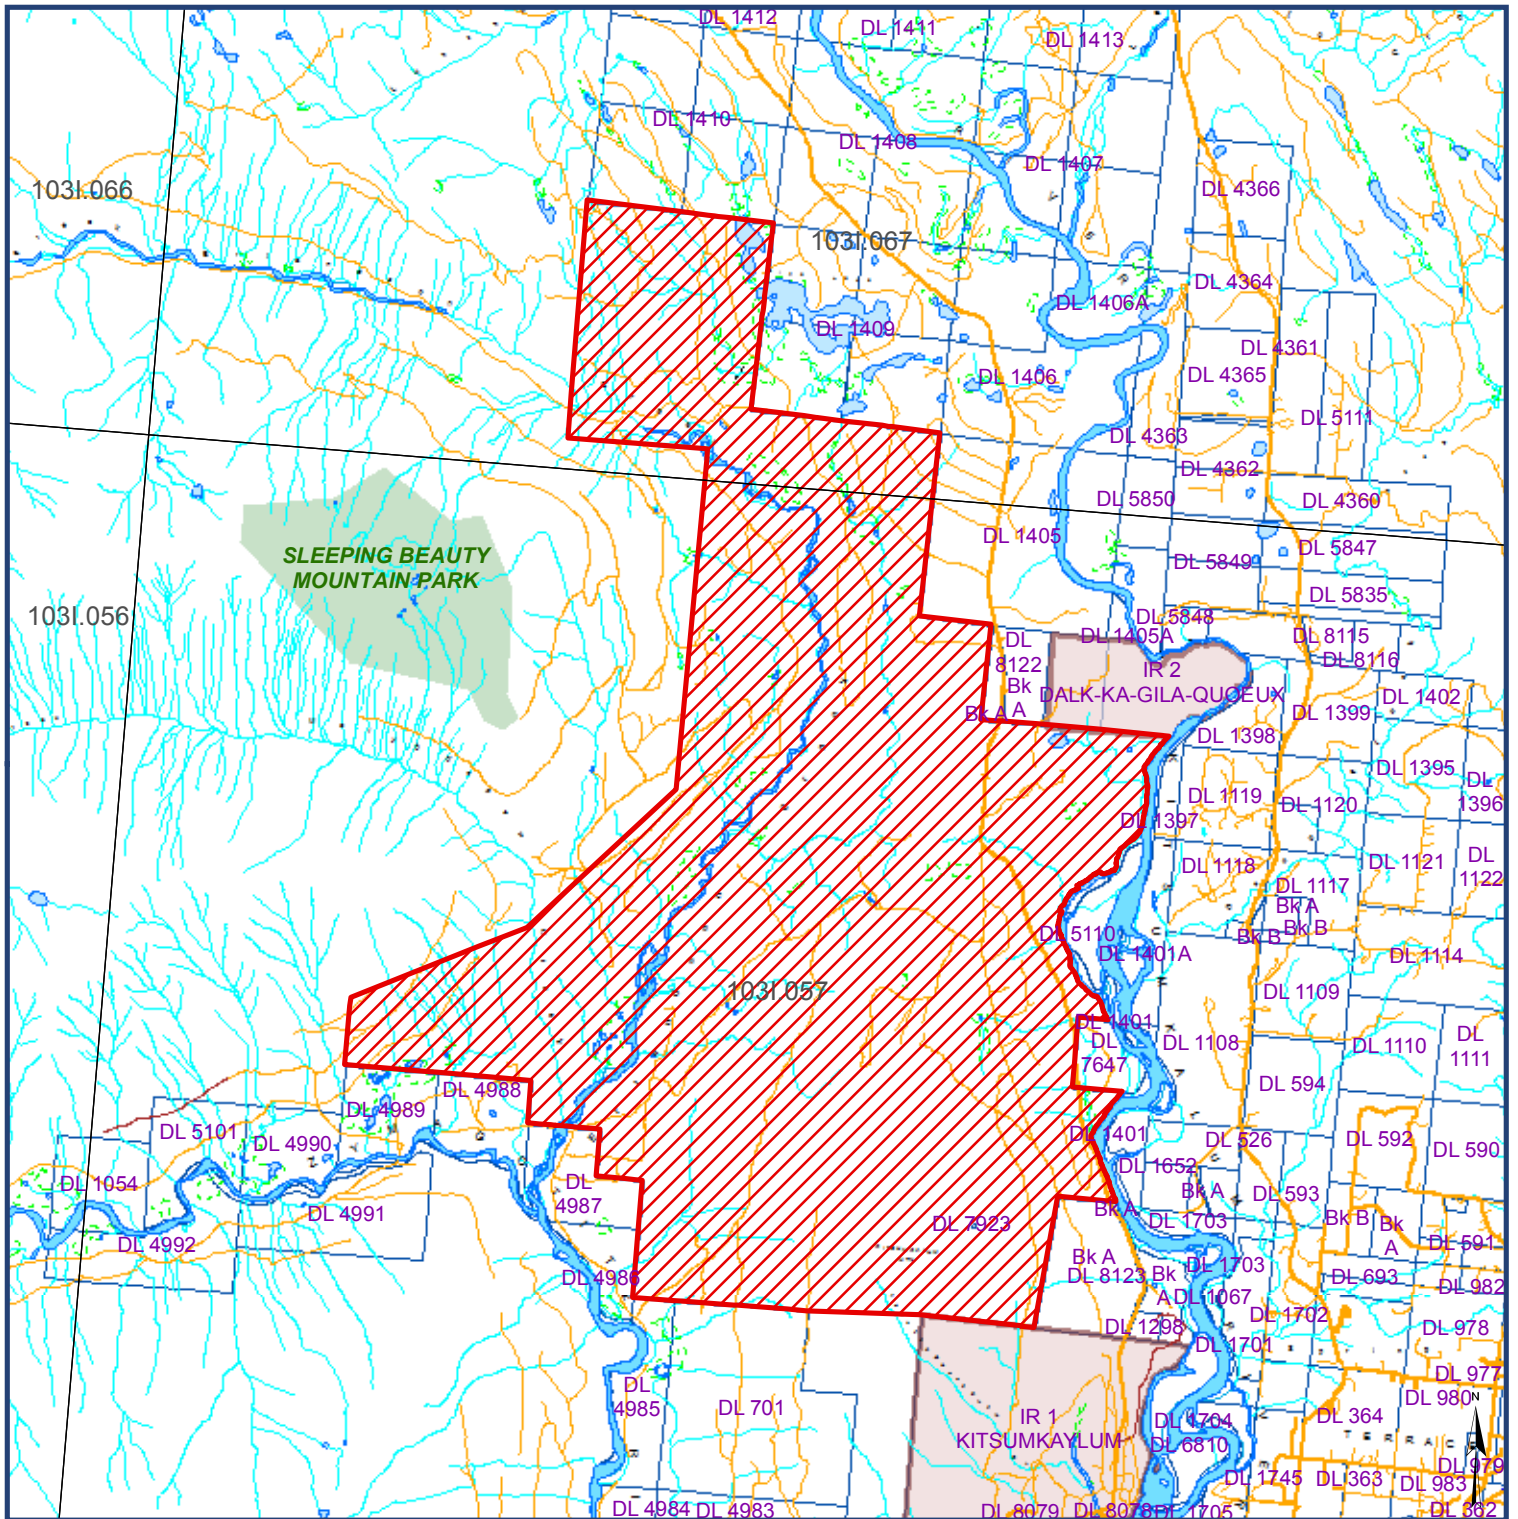 DL 1412
DL 1411
DL 1413
DL 1410
DL 1408
DL 1407
DL 4366
103I.066
103I.067
DL 4364
DL 1406A
DL 1409
DL 4361
DL 1406
DL 4365
DL 5111
DL 4363
DL 4362
DL 5850
DL 4360
DL 1405
SLEEPING BEAUTY
MOUNTAIN PARK
DL 5847
DL 5849
DL 5835
103I.056
DL 5848
DL 1405A
DL 8115
DL
8122
Bk
A
Bk A
DL 8116
IR 2
DALK-KA-GILA-QUOEUX
DL 1402
DL 1399
DL 1398
DL 1395
DL
1396
DL 1119
DL 1120
DL 1397
DL 1118
DL 1121
DL
1122
DL 1117
Bk A
Bk B
Bk B
DL 51101
DL 1401A
DL 1114
103I.057
DL 1109
DL 1401
DL
7647
DL 1108
DL 1110
DL
1111
DL 594
DL 4988
DL 4989
DL 5101
DL 4990
DL 1401
DL 526
DL 592
DL 590
DL 1054
DL
4987
DL 1652
Bk A
DL 593
DL 4991
Bk A
DL 7923
DL 1703
Bk B
Bk
A
DL 4992
DL 591
Bk A
DL 8123
Bk
A
DL 1703
DL 4986
DL 693
DL 982
DL 1067
DL 1702
DL 1298
DL 978
DL 1701
DL 977
DL
4985
DL 701
DL 980
N
IR 1
KITSUMKAYLUM
DL 1704
DL 364
DL 6810
TERRACE
DL 979
DL 1745
DL 363
DL 983
DL 4984
DL 4983
DL 8079
DL 8078
DL 1705
DL 362